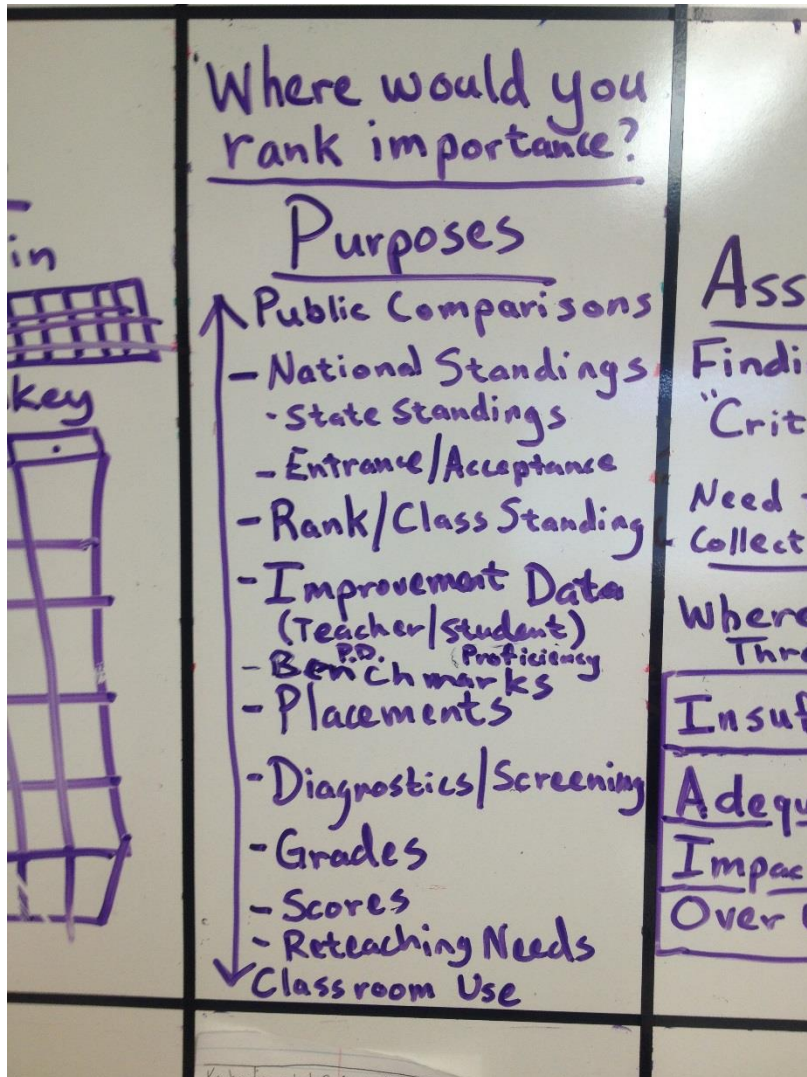 Where would you
rank importance?
Purposes
Public Comparisons
- National Standings
· State Standings
- Entrance/Acceptance
- Rank/Class Standing
- Improvement Data
(Teacher/Student)
P.D. (Proficiency
- Benchmarks
- Placements
- Diagnostics/Screening
- Grades
- Scores
- Reteaching Needs
Classroom Use
in
key
Ass
Findi
"Crit
Need
Collect
Where
Thre
Insuf
Adequ
Impac
Over